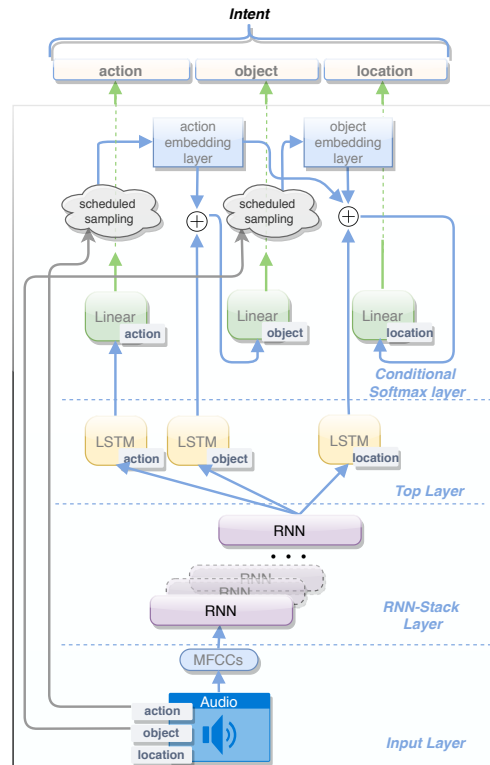 Intent
action
object
location
action
embedding
layer
object
embedding
layer
scheduled
sampling
scheduled
sampling
Linear
action
Linear
object
Linear
location
Conditional
Softmax layer
LSTM
action
LSTM
object
LSTM
location
Top Layer
RNN
RNN
RNN
RNN
RNN-Stack
Layer
MFCCs
Audio
action
object
location
Input Layer